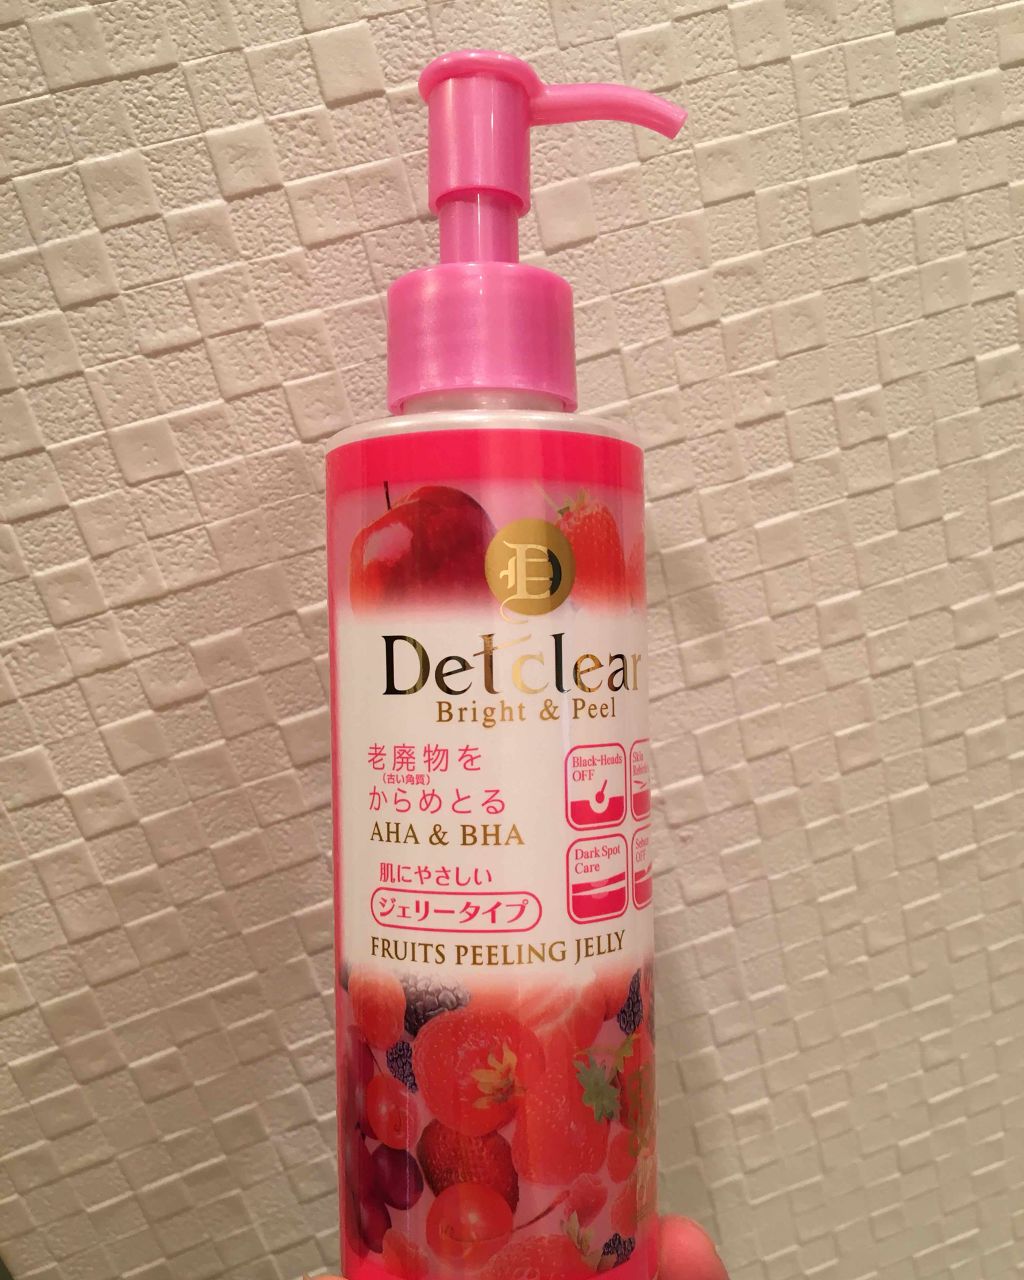 D
Detclear
Bright & Peel
老廃物を
(古い角質)
からめとる
AHA & BHA
肌にやさしい
ジェリータイプ
FRUITS PEELING JELLY
Black-Heads
OFF
Skin
Dark Spot
Care
OFF